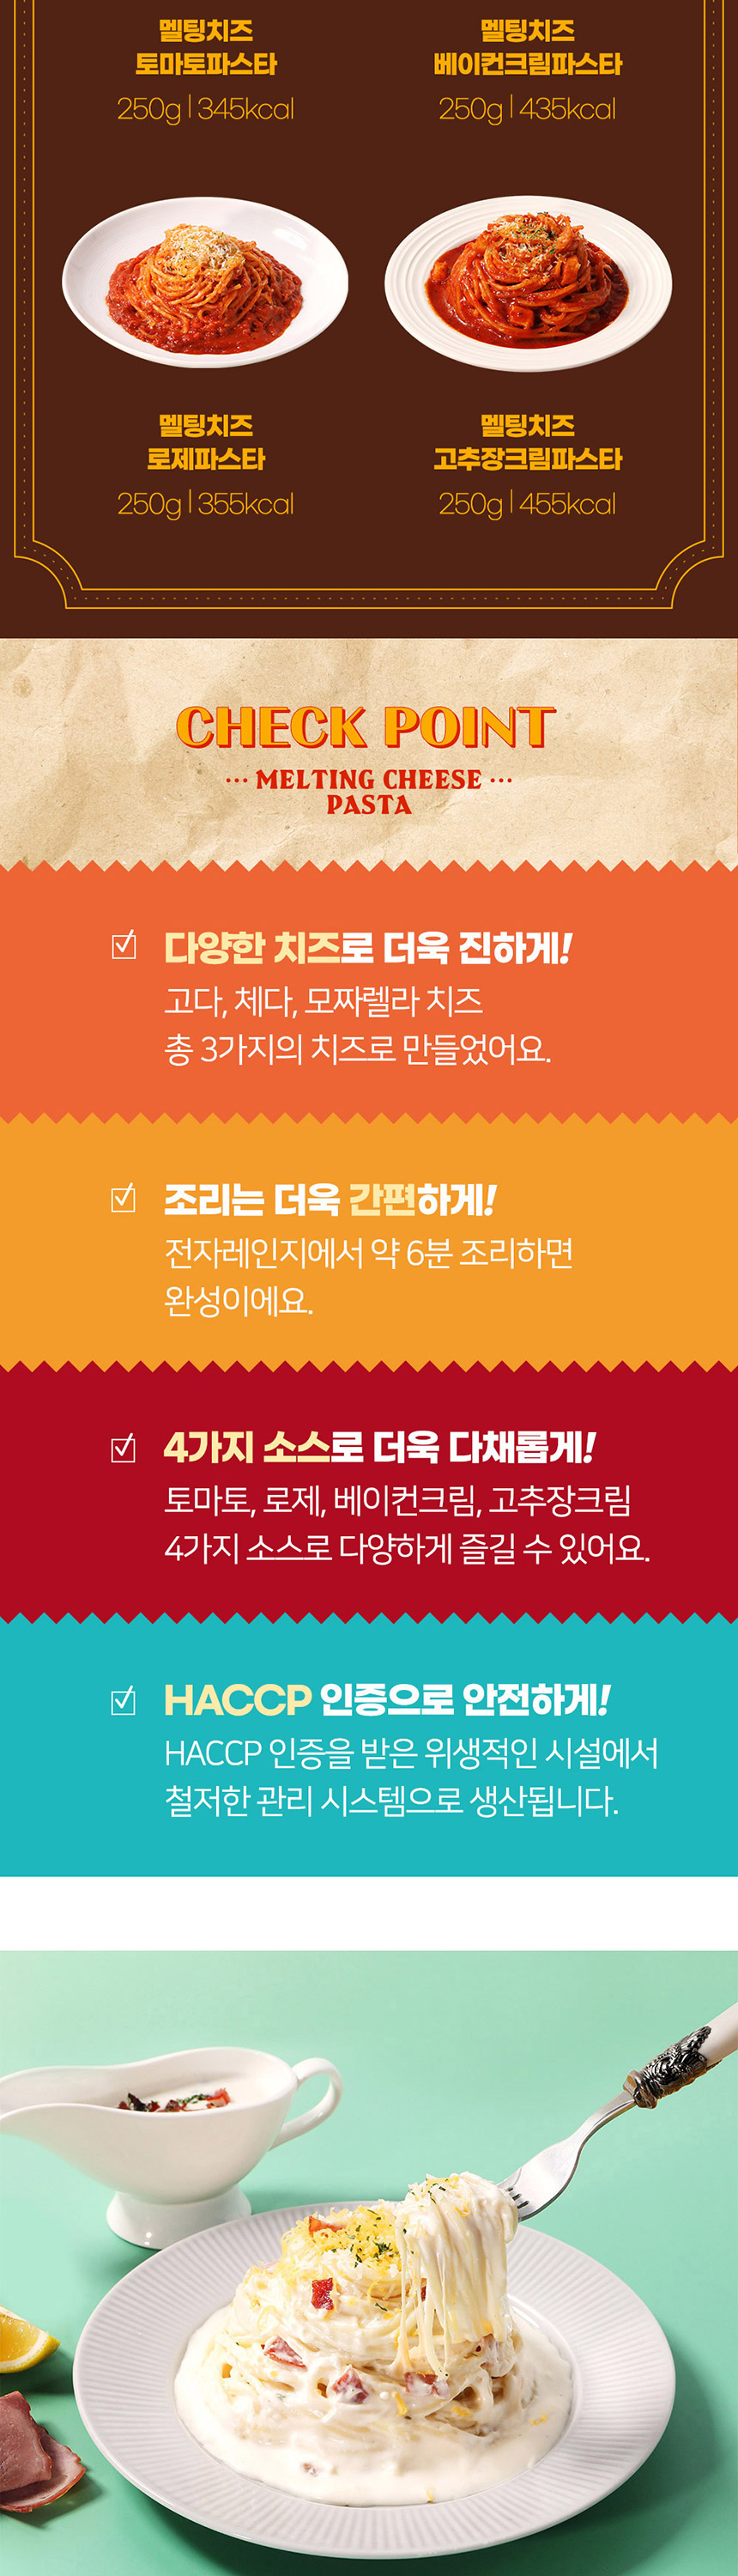 멜팅치즈
토마토파스타
250g | 345kcal
멜팅치즈
베이컨크림파스타
250g | 435kcal
멜팅치즈
로제파스타
250g | 355kcal
멜팅치즈
고추장크림파스타
250g | 455kcal
CHECK POINT
··· MELTING CHEESE ···
PASTA
다양한 치즈로 더욱 진하게!
고다, 체다, 모짜렐라 치즈
총 3가지의 치즈로 만들었어요.
조리는 더욱 간편하게!
전자레인지에서 약 6분 조리하면
완성이에요.
4가지 소스로 더욱 다채롭게!
토마토, 로제, 베이컨크림, 고추장크림
4가지 소스로 다양하게 즐길 수 있어요.
HACCP 인증으로 안전하게!
HACCP 인증을 받은 위생적인 시설에서
철저한 관리 시스템으로 생산됩니다.